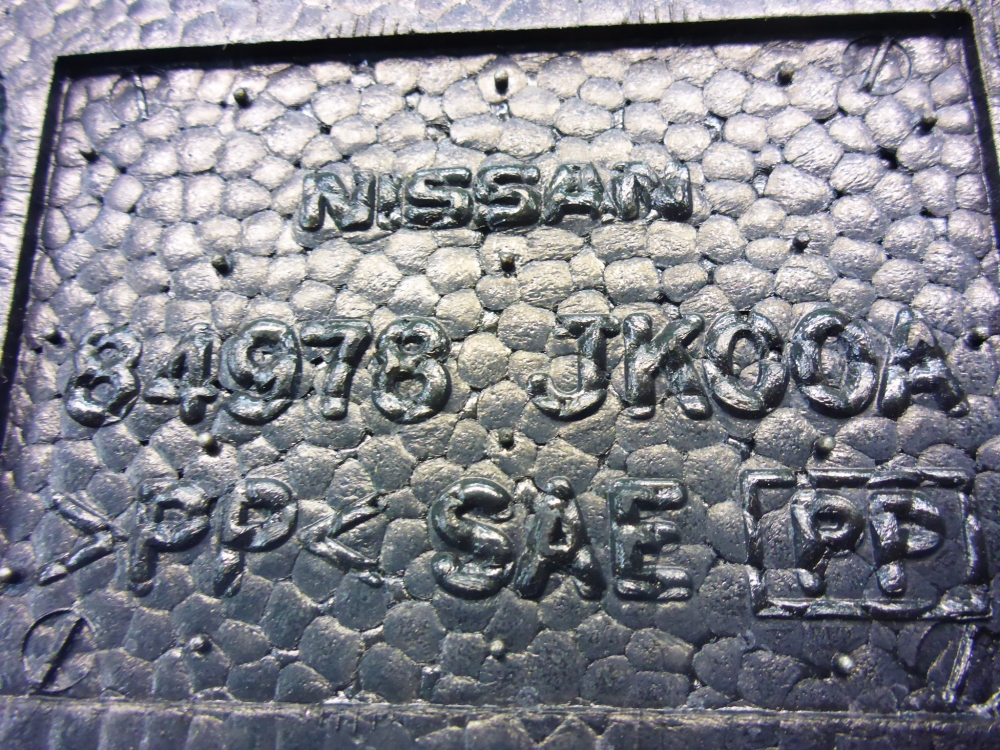 NISSAN
84978 JK00A
>PP< SAE PP